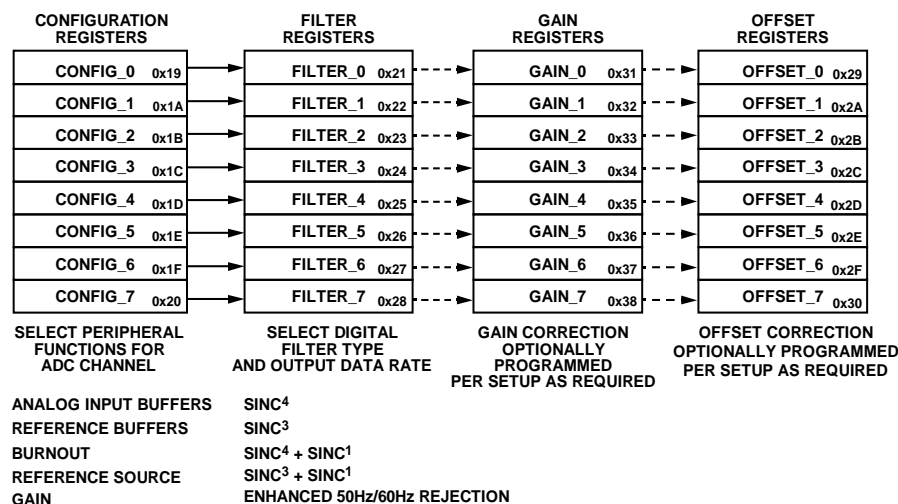 CONFIGURATION REGISTERS
FILTER REGISTERS
GAIN REGISTERS
OFFSET REGISTERS
CONFIG_0 0x19 FILTER_0 0x21 GAIN_0 0x31 OFFSET_0 0x29
CONFIG_1 0x1A FILTER_1 0x22 GAIN_1 0x32 OFFSET_1 0x2A
CONFIG_2 0x1B FILTER_2 0x23 GAIN_2 0x33 OFFSET_2 0x2B
CONFIG_3 0x1C FILTER_3 0x24 GAIN_3 0x34 OFFSET_3 0x2C
CONFIG_4 0x1D FILTER_4 0x25 GAIN_4 0x35 OFFSET_4 0x2D
CONFIG_5 0x1E FILTER_5 0x26 GAIN_5 0x36 OFFSET_5 0x2E
CONFIG_6 0x1F FILTER_6 0x27 GAIN_6 0x37 OFFSET_6 0x2F
CONFIG_7 0x20 FILTER_7 0x28 GAIN_7 0x38 OFFSET_7 0x30
SELECT PERIPHERAL
FUNCTIONS FOR
ADC CHANNEL
SELECT DIGITAL
FILTER TYPE
AND OUTPUT DATA RATE
GAIN CORRECTION
OPTIONALLY
PROGRAMMED
PER SETUP AS REQUIRED
OFFSET CORRECTION
OPTIONALLY PROGRAMMED
PER SETUP AS REQUIRED
ANALOG INPUT BUFFERS
REFERENCE BUFFERS
BURNOUT
REFERENCE SOURCE
GAIN
SINC⁴
SINC³
SINC⁴ + SINC¹
SINC³ + SINC¹
ENHANCED 50Hz/60Hz REJECTION